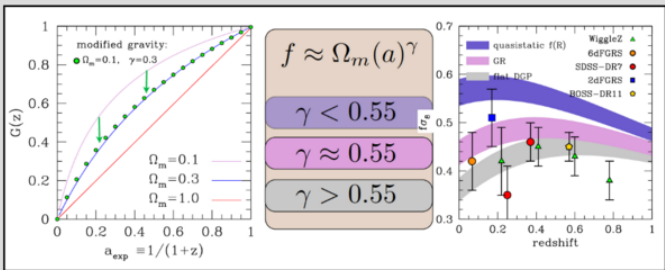 modified gravity:
Ωm=0.1, γ=0.3
Ωm=0.1
Ωm=0.3
Ωm=1.0
G(z)
1
0.8
0.6
0.4
0.2
0
0 0.2 0.4 0.6 0.8 1
aexp≡1/(1+z)
f ≈ Ωm(a)^γ
γ < 0.55
γ ≈ 0.55
γ > 0.55
fσ8
0.6
0.5
0.4
0.3
quasistatic f(R)
GR
flat DGP
WiggleZ
6dFGRS
SDSS-DR7
2dFGRS
BOSS-DR11
0 0.2 0.4 0.6 0.8 1
redshift